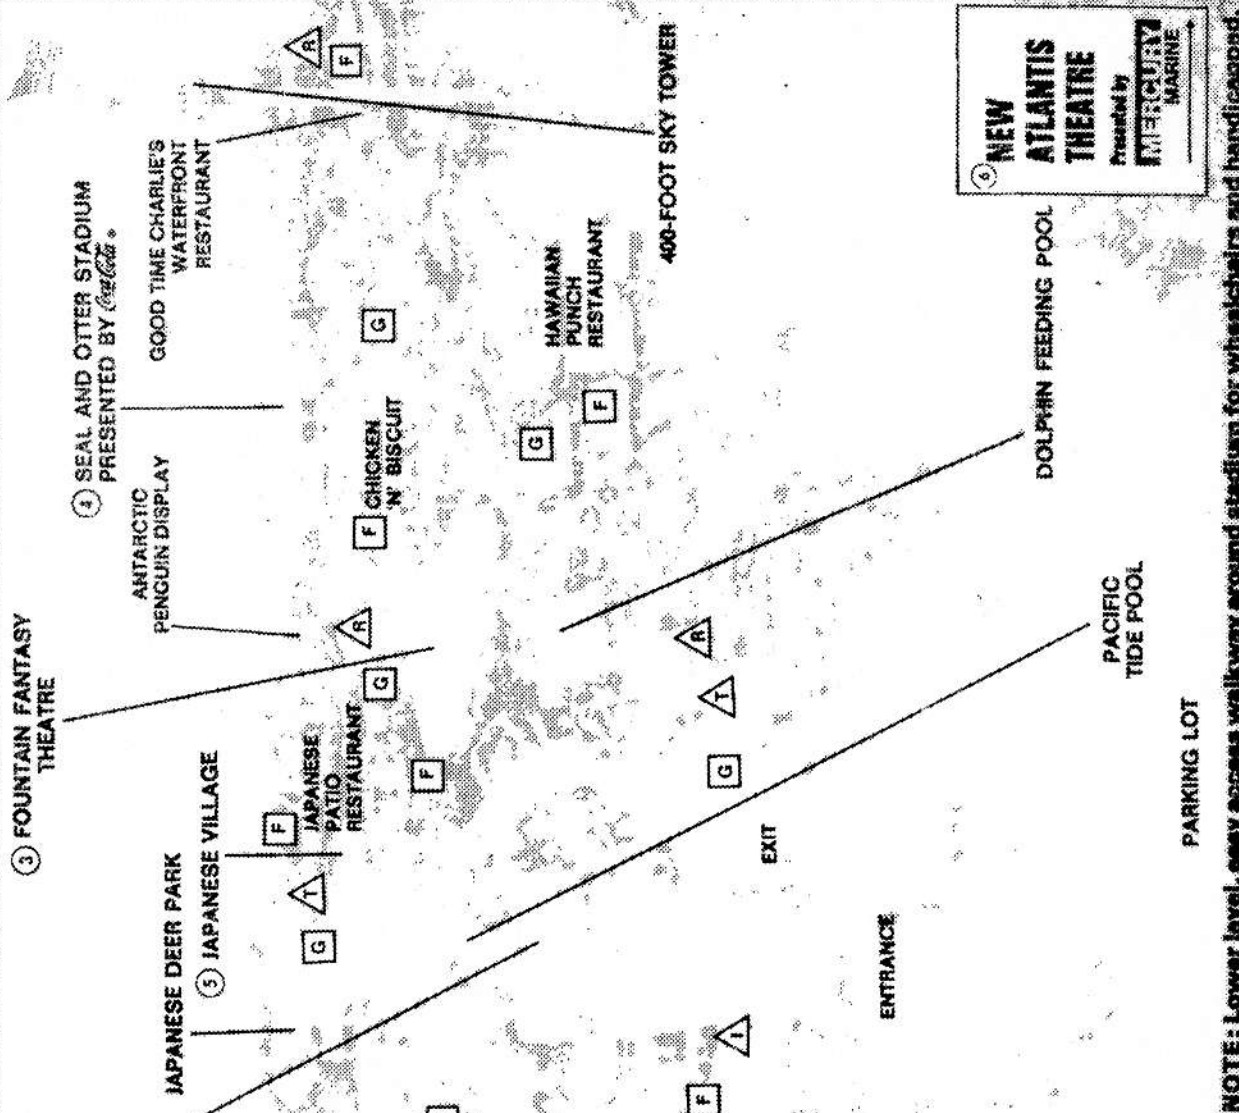 ③ FOUNTAIN FANTASY
THEATRE
④ SEAL AND OTTER STADIUM
PRESENTED BY Coca-Cola®
ANTARCTIC
PENGUIN DISPLAY
GOOD TIME CHARLIE'S
WATERFRONT
RESTAURANT
JAPANESE DEER PARK
⑤ JAPANESE VILLAGE
G
T
F
JAPANESE
PATIO
RESTAURANT
G
R
F
CHICKEN
'N' BISCUIT
G
R
F
F
G
F
HAWAIIAN
PUNCH
RESTAURANT
400-FOOT SKY TOWER
F
I
G
T
R
EXIT
ENTRANCE
⑥ NEW
ATLANTIS
THEATRE
Presented by
MERCURY
MARINE
DOLPHIN FEEDING POOL
PACIFIC
TIDE POOL
PARKING LOT
NOTE: Lower level, easy access walkway around stadium for wheelchairs and handicapped.